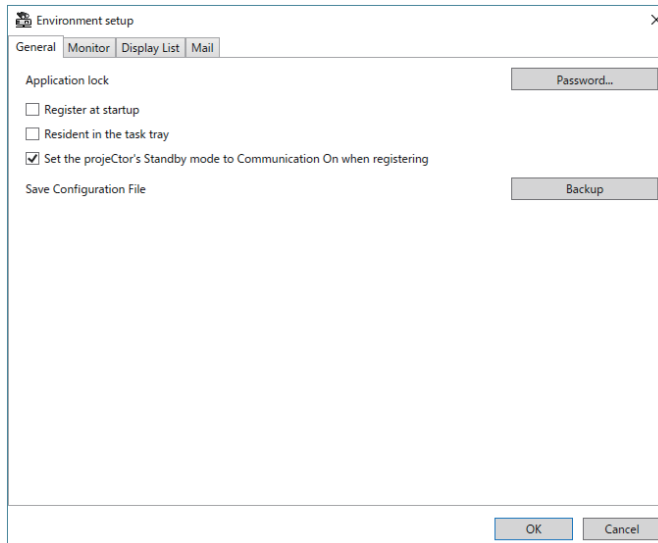 Environment setup
General Monitor Display List Mail
Application lock Password...
Register at startup
Resident in the task tray
Set the projeCtor's Standby mode to Communication On when registering
Save Configuration File Backup
OK Cancel